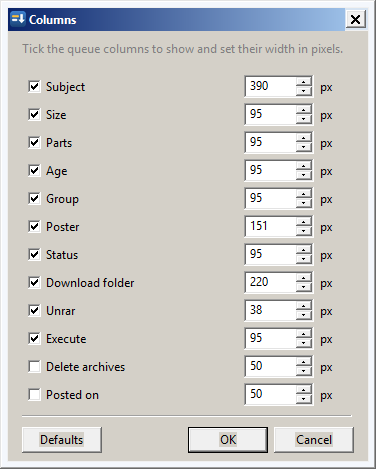 Columns
Tick the queue columns to show and set their width in pixels.
Subject 390 px
Size 95 px
Parts 95 px
Age 95 px
Group 95 px
Poster 151 px
Status 95 px
Download folder 220 px
Unrar 38 px
Execute 95 px
Delete archives 50 px
Posted on 50 px
Defaults OK Cancel